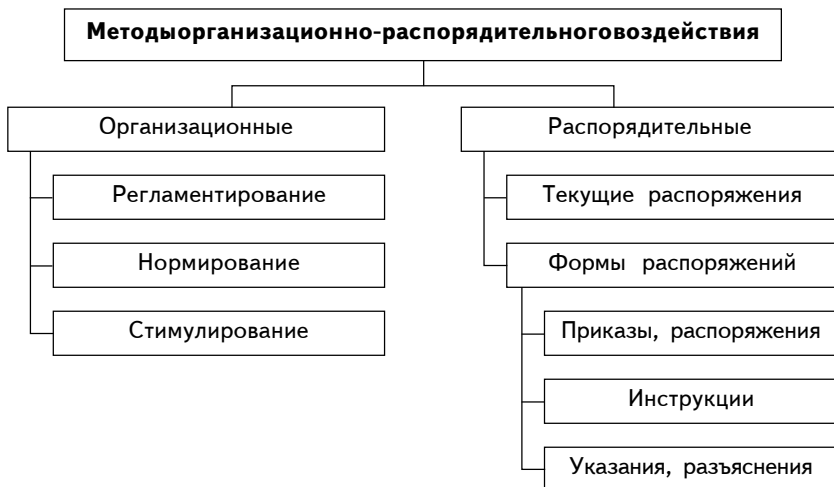 Методыорганизационно-распорядительноговоздействия
Организационные
Регламентирование
Нормирование
Стимулирование
Распорядительные
Текущие распоряжения
Формы распоряжений
Приказы, распоряжения
Инструкции
Указания, разъяснения